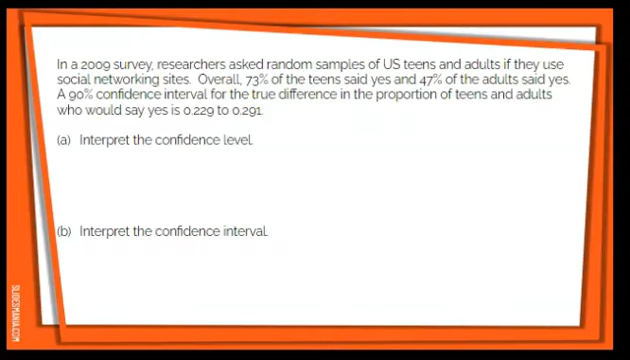 In a 2009 survey, researchers asked random samples of US teens and adults if they use
social networking sites. Overall, 73% of the teens said yes and 47% of the adults said yes.
A 90% confidence interval for the true difference in the proportion of teens and adults
who would say yes is 0.229 to 0.291.
(a) Interpret the confidence level.
(b) Interpret the confidence interval.
SLIDESMANIA.COM